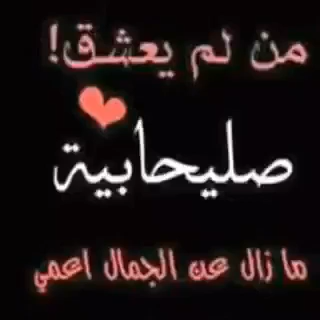 من لم يعشق!
صليحابية
ما زال عن الجمال اعمي